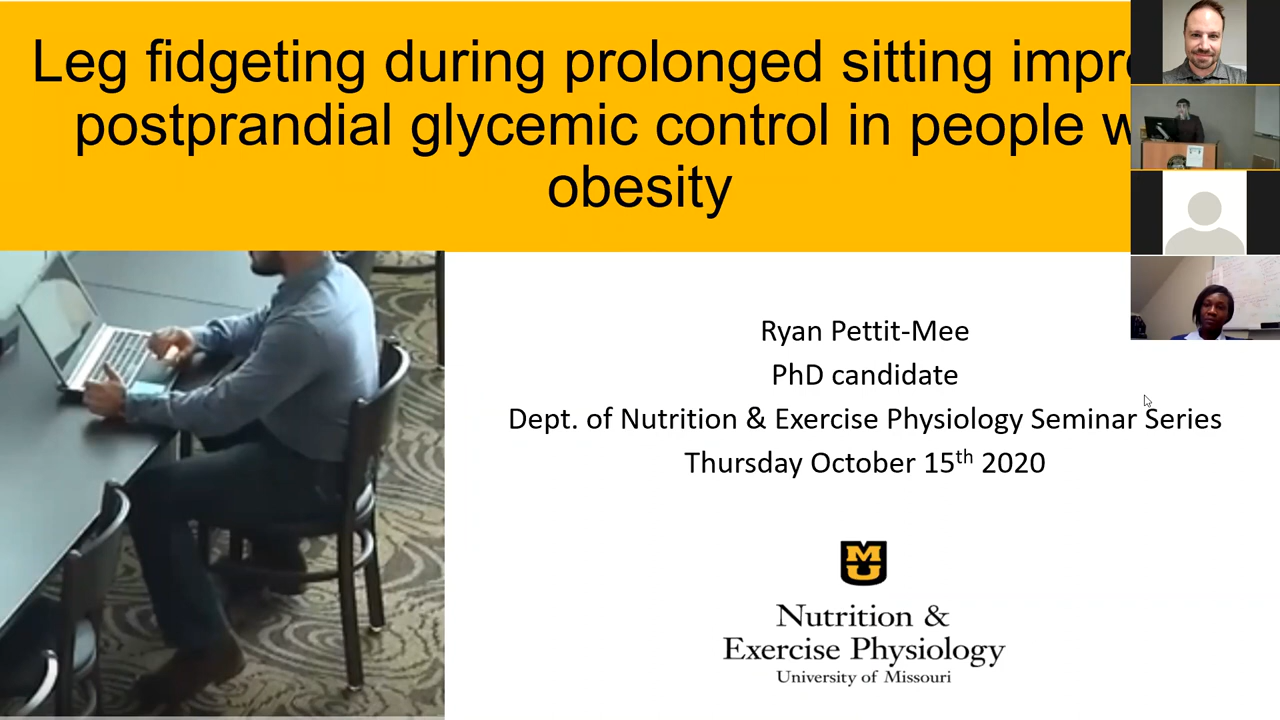 Leg fidgeting during prolonged sitting impr
postprandial glycemic control in people w
obesity
Ryan Pettit-Mee
PhD candidate
Dept. of Nutrition & Exercise Physiology Seminar Series
Thursday October 15th 2020
MU
Nutrition &
Exercise Physiology
University of Missouri